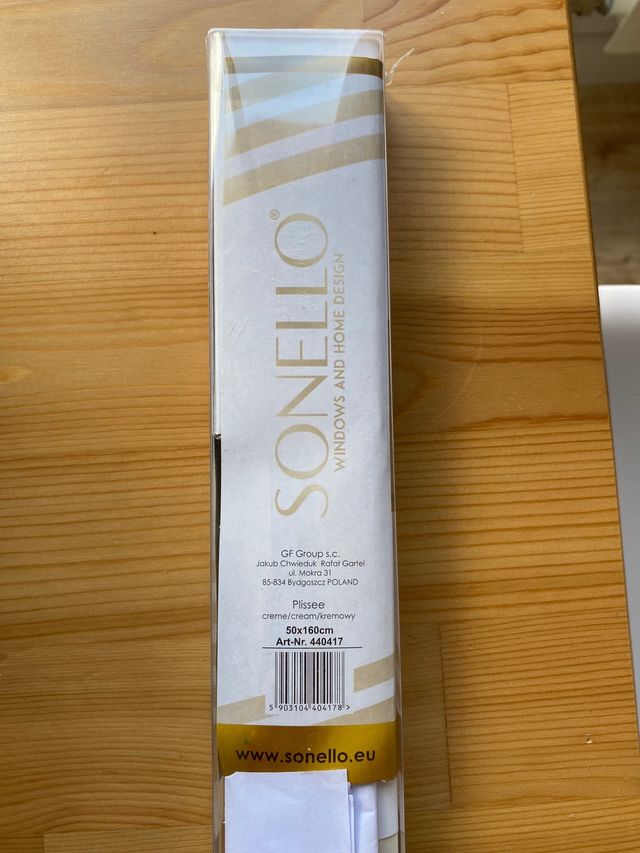 SONELLO®
WINDOWS AND HOME DESIGN
GF Group s.c.
Jakub Chwieduk Rafał Gartel
ul. Mokra 31
85-834 Bydgoszcz POLAND
Plissee
creme/cream/kremowy
50x160cm
Art-Nr. 440417
5 903104 404178 >
www.sonello.eu